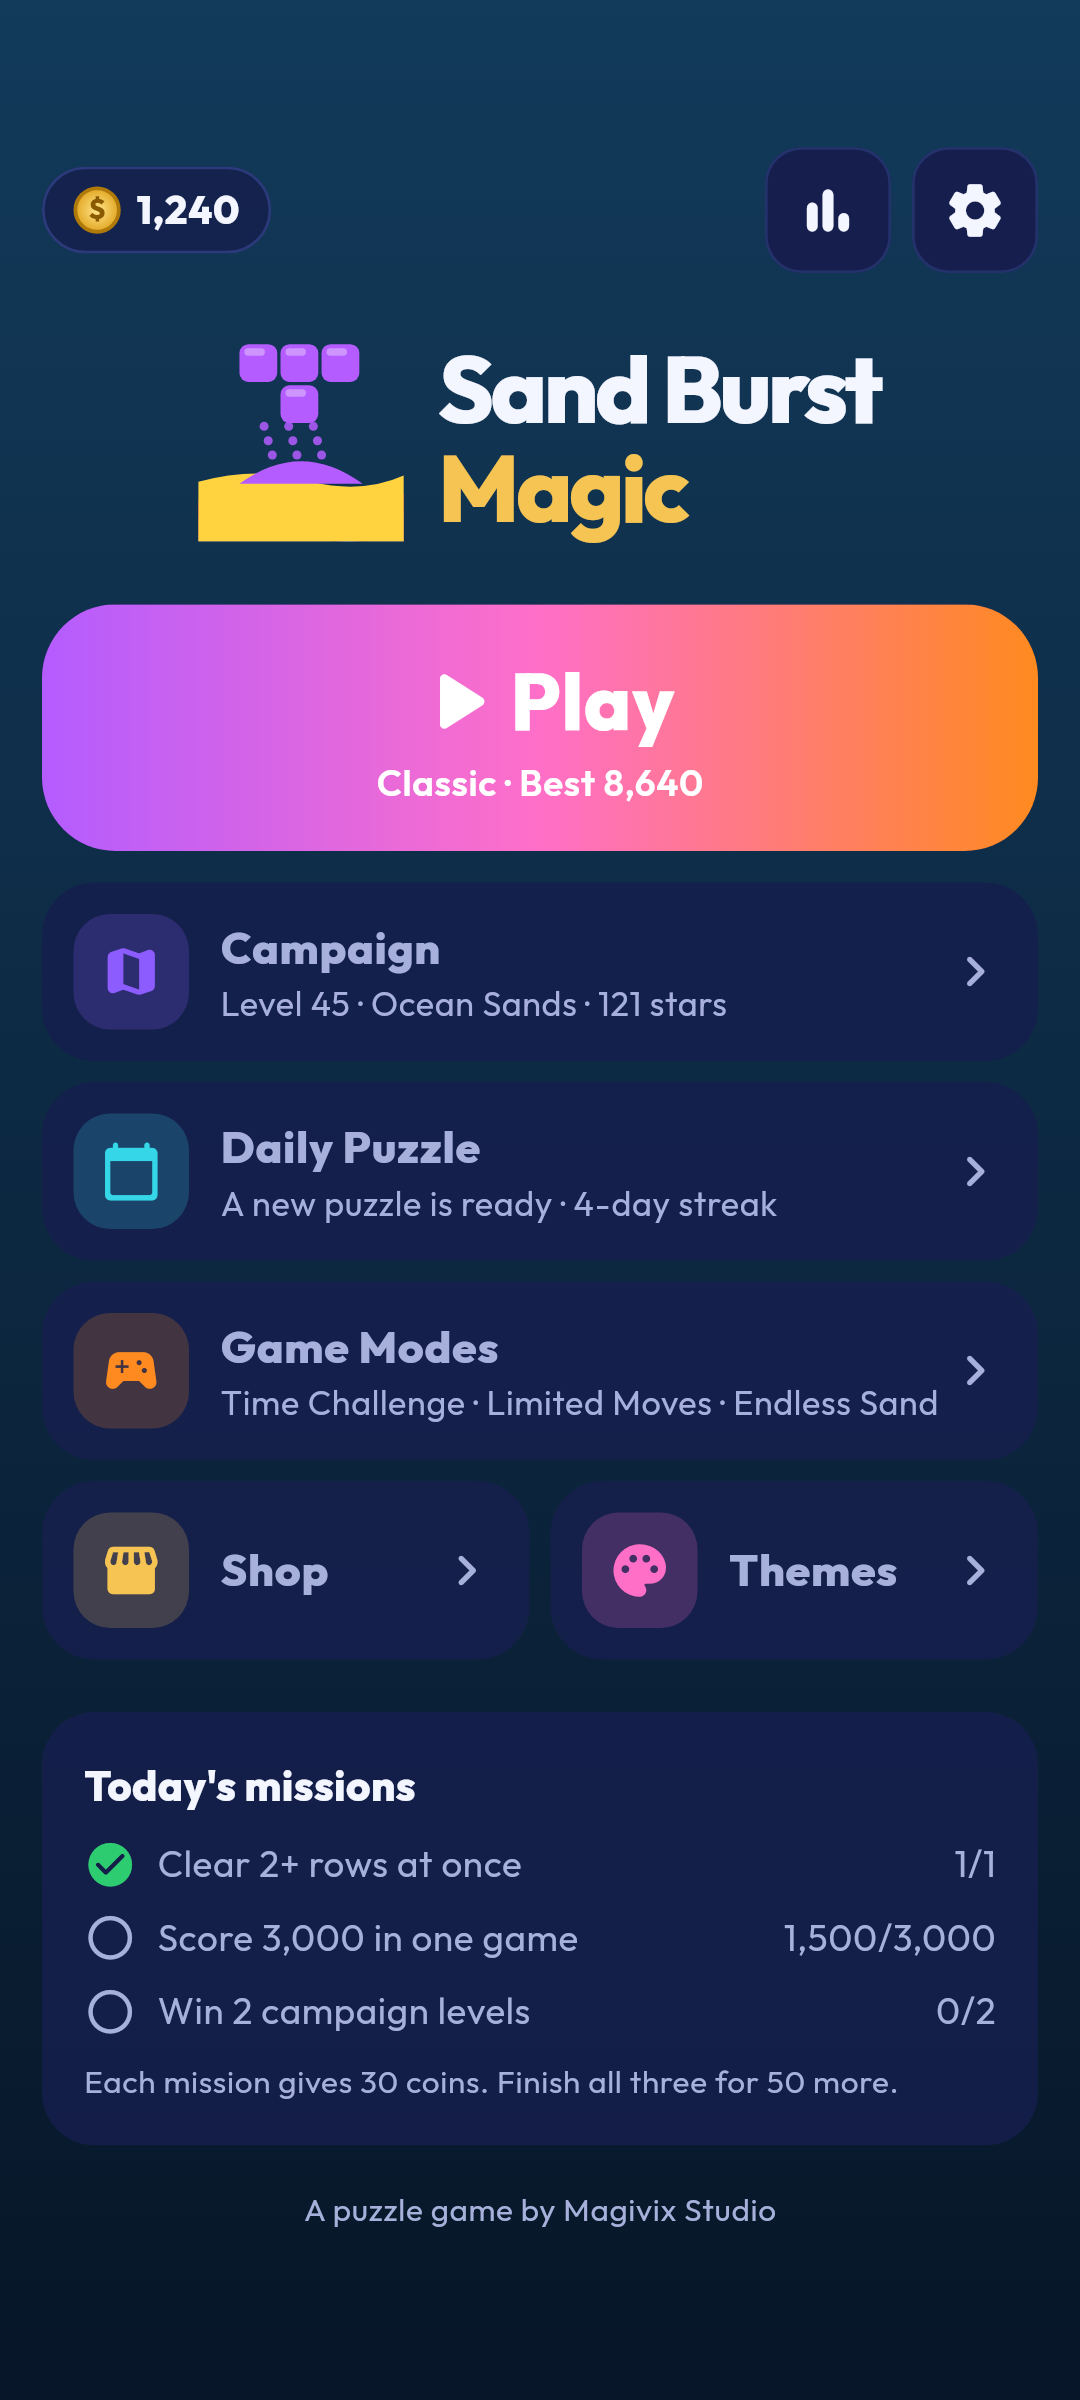 1,240
Sand Burst
Magic
Play
Classic · Best 8,640
Campaign
Level 45 · Ocean Sands · 121 stars
Daily Puzzle
A new puzzle is ready · 4-day streak
Game Modes
Time Challenge · Limited Moves · Endless Sand
Shop
Themes
Today's missions
Clear 2+ rows at once 1/1
Score 3,000 in one game 1,500/3,000
Win 2 campaign levels 0/2
Each mission gives 30 coins. Finish all three for 50 more.
A puzzle game by Magivix Studio